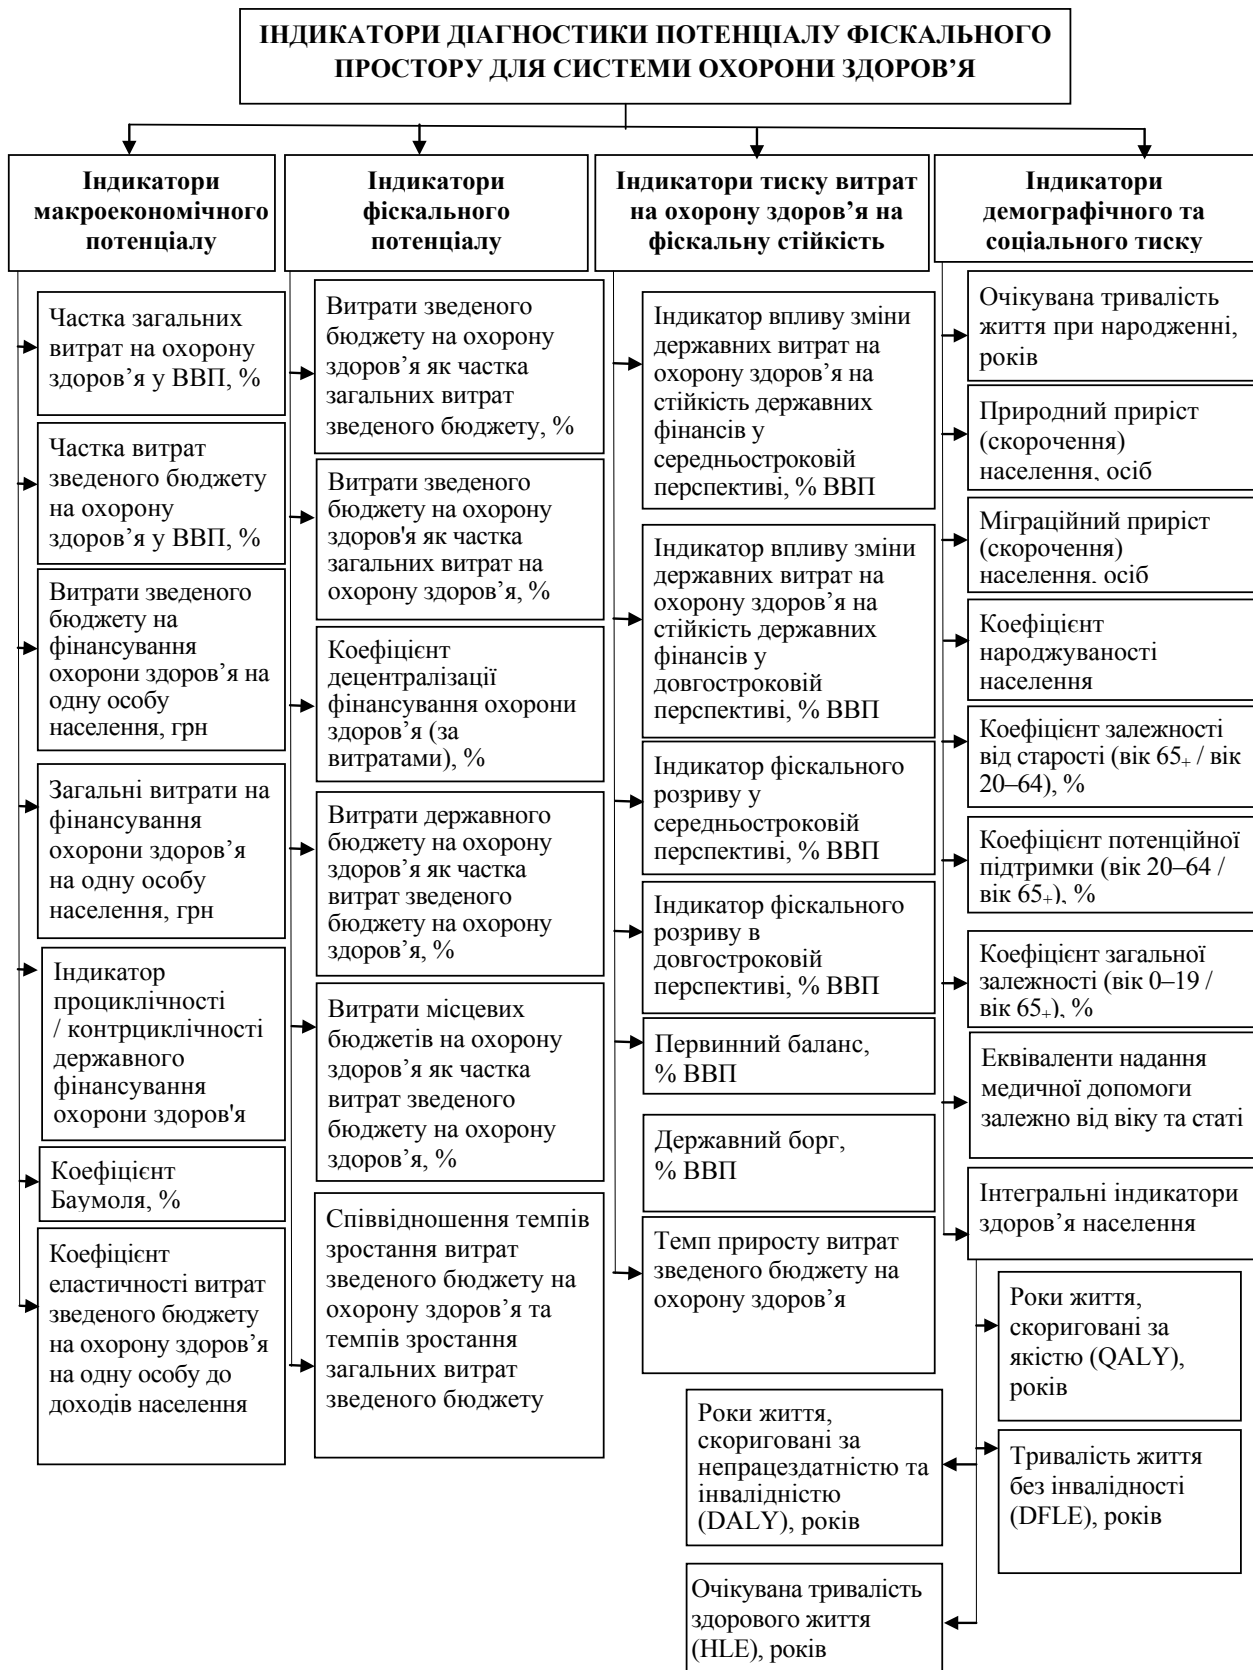 ІНДИКАТОРИ ДІАГНОСТИКИ ПОТЕНЦІАЛУ ФІСКАЛЬНОГО
ПРОСТОРУ ДЛЯ СИСТЕМИ ОХОРОНИ ЗДОРОВ’Я
Індикатори
макроекономічного
потенціалу
Частка загальних
витрат на охорону
здоров’я у ВВП, %
Частка витрат
зведеного бюджету
на охорону
здоров’я у ВВП, %
Витрати зведеного
бюджету на
фінансування
охорони здоров’я на
одну особу
населення, грн
Загальні витрати на
фінансування
охорони здоров’я
на одну особу
населення, грн
Індикатор
проциклічності
/ контрциклічності
державного
фінансування
охорони здоров'я
Коефіцієнт
Баумоля, %
Коефіцієнт
еластичності витрат
зведеного бюджету
на охорону здоров’я
на одну особу до
доходів населення
Індикатори
фіскального
потенціалу
Витрати зведеного
бюджету на охорону
здоров’я як частка
загальних витрат
зведеного бюджету, %
Витрати зведеного
бюджету на охорону
здоров'я як частка
загальних витрат на
охорону здоров’я, %
Коефіцієнт
децентралізації
фінансування охорони
здоров’я (за
витратами), %
Витрати державного
бюджету на охорону
здоров’я як частка
витрат зведеного
бюджету на охорону
здоров’я, %
Витрати місцевих
бюджетів на охорону
здоров’я як частка
витрат зведеного
бюджету на охорону
здоров’я, %
Співвідношення темпів
зростання витрат
зведеного бюджету на
охорону здоров’я та
темпів зростання
загальних витрат
зведеного бюджету
Індикатори тиску витрат
на охорону здоров’я на
фіскальну стійкість
Індикатор впливу зміни
державних витрат на
охорону здоров’я на
стійкість державних
фінансів у
середньостроковій
перспективі, % ВВП
Індикатор впливу зміни
державних витрат на
охорону здоров’я на
стійкість державних
фінансів у
довгостроковій
перспективі, % ВВП
Індикатор фіскального
розриву у
середньостроковій
перспективі, % ВВП
Індикатор фіскального
розриву в
довгостроковій
перспективі, % ВВП
Первинний баланс,
% ВВП
Державний борг,
% ВВП
Темп приросту витрат
зведеного бюджету на
охорону здоров’я
Індикатори
демографічного та
соціального тиску
Очікувана тривалість
життя при народженні,
років
Природний приріст
(скорочення)
населення, осіб
Міграційний приріст
(скорочення)
населення, осіб
Коефіцієнт
народжуваності
населення
Коефіцієнт залежності
від старості (вік 65+ / вік
20–64), %
Коефіцієнт потенційної
підтримки (вік 20–64 /
вік 65+), %
Коефіцієнт загальної
залежності (вік 0–19 /
вік 65+), %
Еквіваленти надання
медичної допомоги
залежно від віку та статі
Інтегральні індикатори
здоров’я населення
Роки життя,
скориговані за
якістю (QALY),
років
Роки життя,
скориговані за
непрацездатністю та
інвалідністю
(DALY), років
Тривалість життя
без інвалідності
(DFLE), років
Очікувана тривалість
здорового життя
(HLE), років